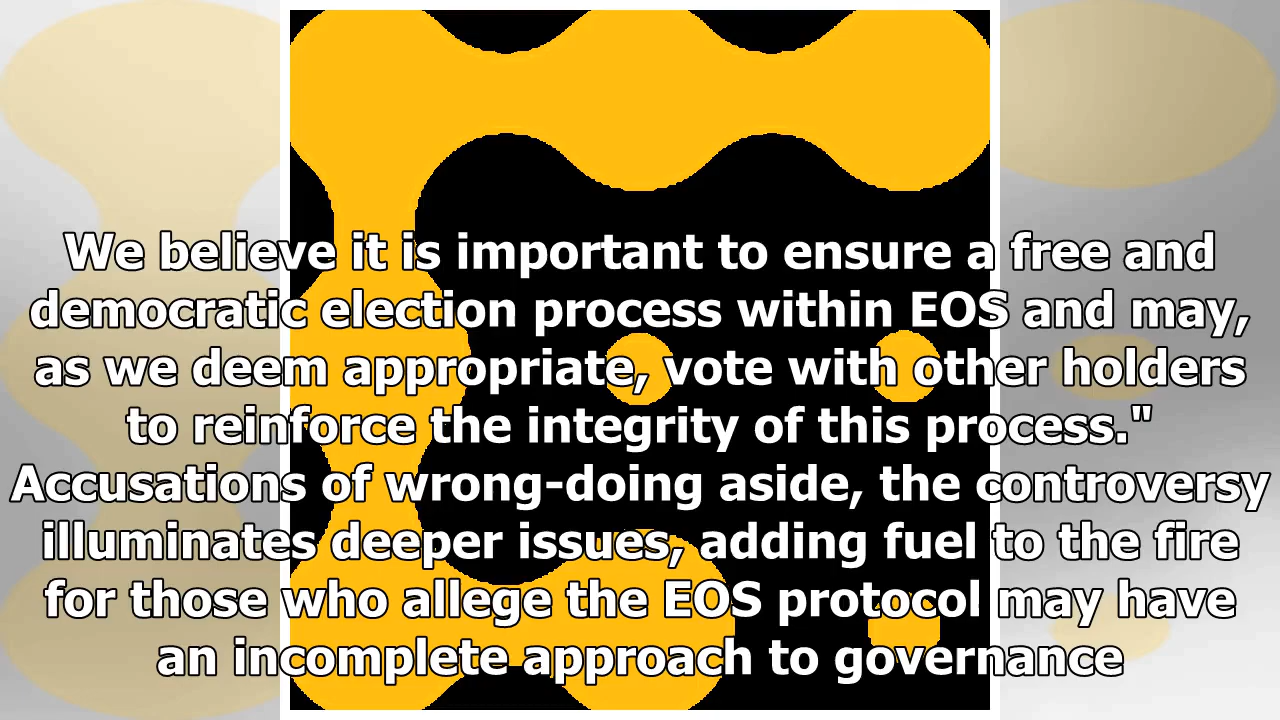 We believe it is important to ensure a free and
democratic election process within EOS and may,
as we deem appropriate, vote with other holders
to reinforce the integrity of this process."
Accusations of wrong-doing aside, the controversy
illuminates deeper issues, adding fuel to the fire
for those who allege the EOS protocol may have
an incomplete approach to governance